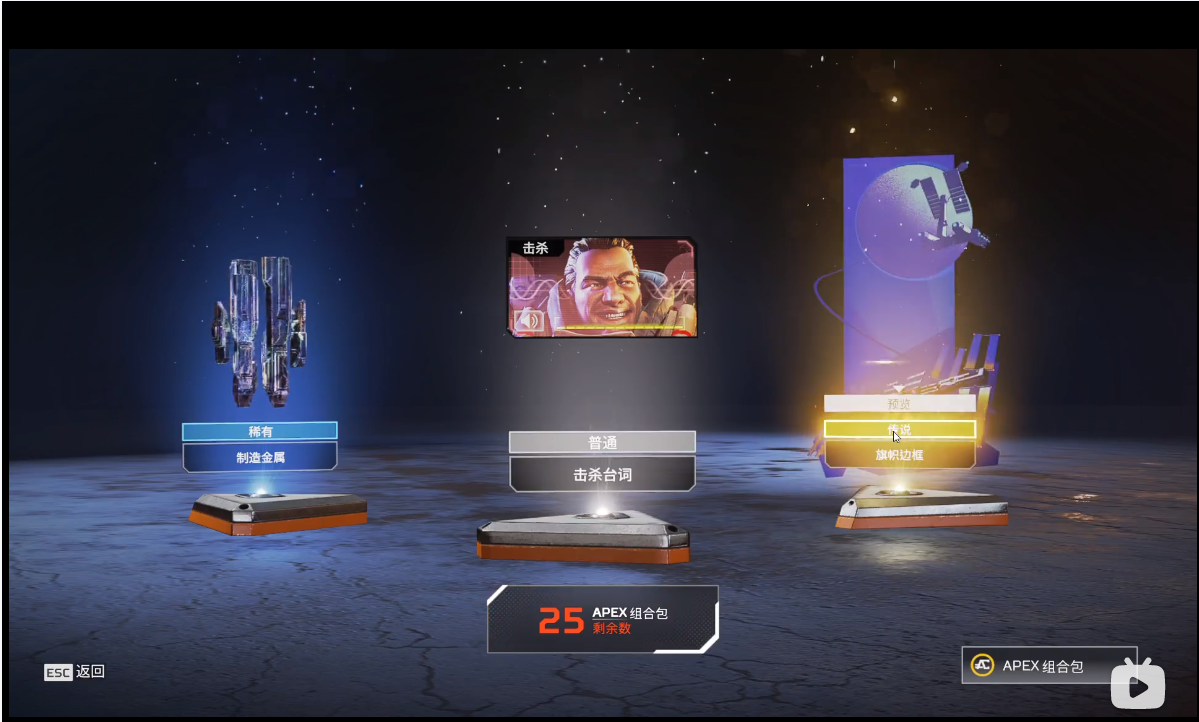 击杀
稀有
制造金属
普通
击杀台词
预览
传说
旗帜边框
25
APEX 组合包
剩余数
ESC 返回
APEX 组合包